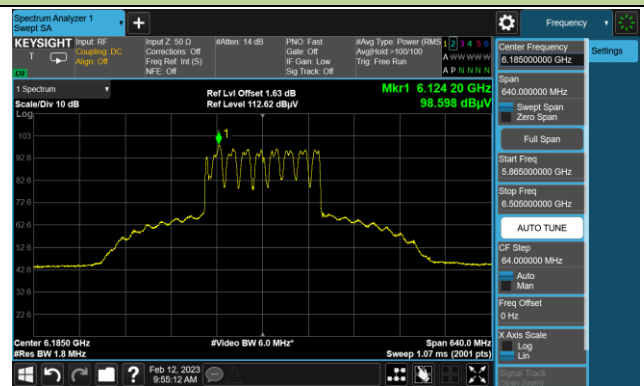 Spectrum Analyzer 1
Swept SA
Frequency
KEYSIGHT
Input: RF
Coupling: DC
Align: Off
Input Z: 50 Ω
Corrections: Off
Freq Ref: Int (S)
NFE: Off
#Atten: 14 dB
PNO: Fast
Gate: Off
IF Gain: Low
Sig Track: Off
#Avg Type: Power (RMS
Avg|Hold:>100/100
Trig: Free Run
1 2 3 4 5 6
A W W W W W
A P N N N N
LW
1 Spectrum
Scale/Div 10 dB
Log
Ref Lvl Offset 1.63 dB
Ref Level 112.62 dBµV
Mkr1 6.124 20 GHz
98.598 dBµV
1
103
92.6
82.6
72.6
62.6
52.6
42.6
32.6
22.6
Center 6.1850 GHz
#Res BW 1.8 MHz
#Video BW 6.0 MHz*
Span 640.0 MHz
Sweep 1.07 ms (2001 pts)
Feb 12, 2023
9:55:12 AM
Center Frequency
6.185000000 GHz
Span
640.000000 MHz
Swept Span
Zero Span
Full Span
Start Freq
5.865000000 GHz
Stop Freq
6.505000000 GHz
AUTO TUNE
CF Step
64.000000 MHz
Auto
Man
Freq Offset
0 Hz
X Axis Scale
Log
Lin
Signal Track
(Span Zoom)
Settings